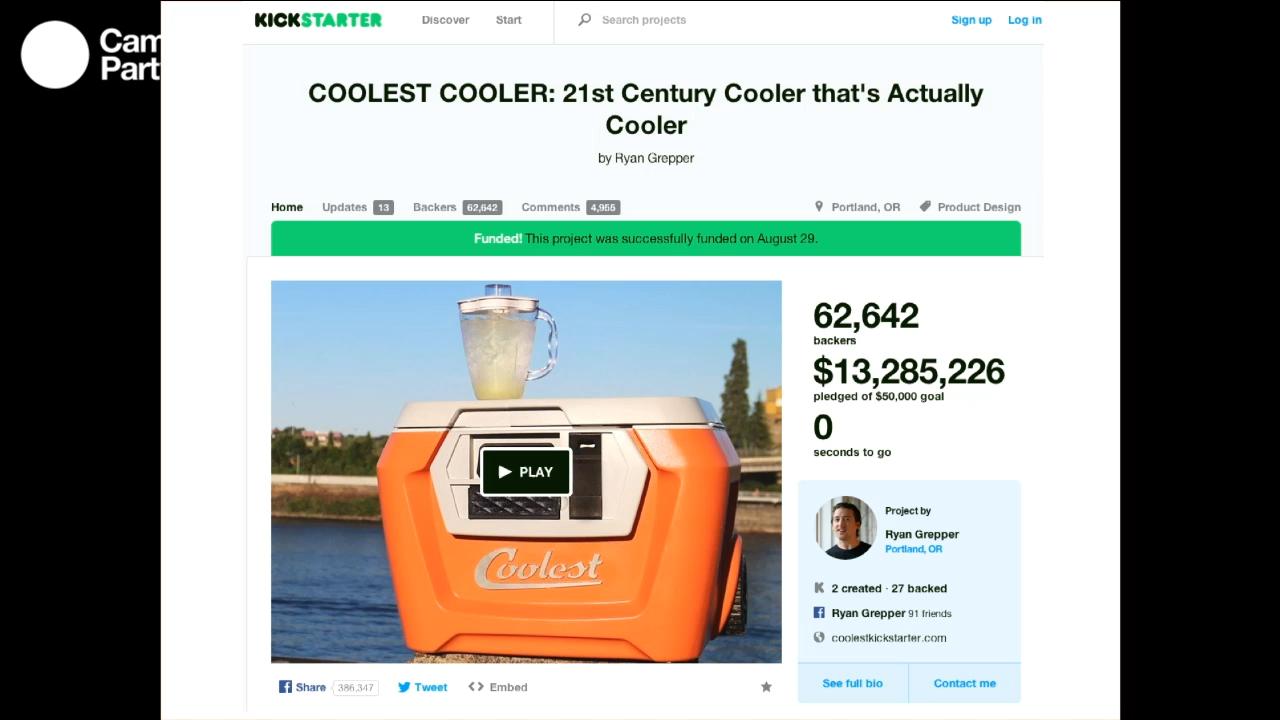 Cam
Part
KICKSTARTER
Discover
Start
Search projects
Sign up
Log in
COOLEST COOLER: 21st Century Cooler that's Actually
Cooler
by Ryan Grepper
Home
Updates 13
Backers 62,642
Comments 4,955
Portland, OR
Product Design
Funded! This project was successfully funded on August 29.
PLAY
Coolest
62,642
backers
$13,285,226
pledged of $50,000 goal
0
seconds to go
Project by
Ryan Grepper
Portland, OR
2 created · 27 backed
Ryan Grepper 91 friends
coolestkickstarter.com
See full bio
Contact me
Share 386,347
Tweet
Embed